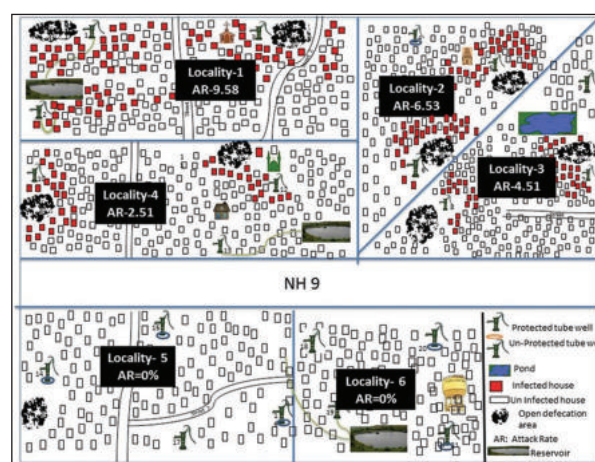 Locality-1
AR-9.58
Locality-2
AR-6.53
Locality-3
AR-4.51
Locality-4
AR-2.51
NH 9
Locality- 5
AR=0%
Locality- 6
AR=0%
Protected tube well
Un-Protected tube we
Pond
Infected house
Un Infected house
Open defecation
area
AR: Attack Rate
Reservoir